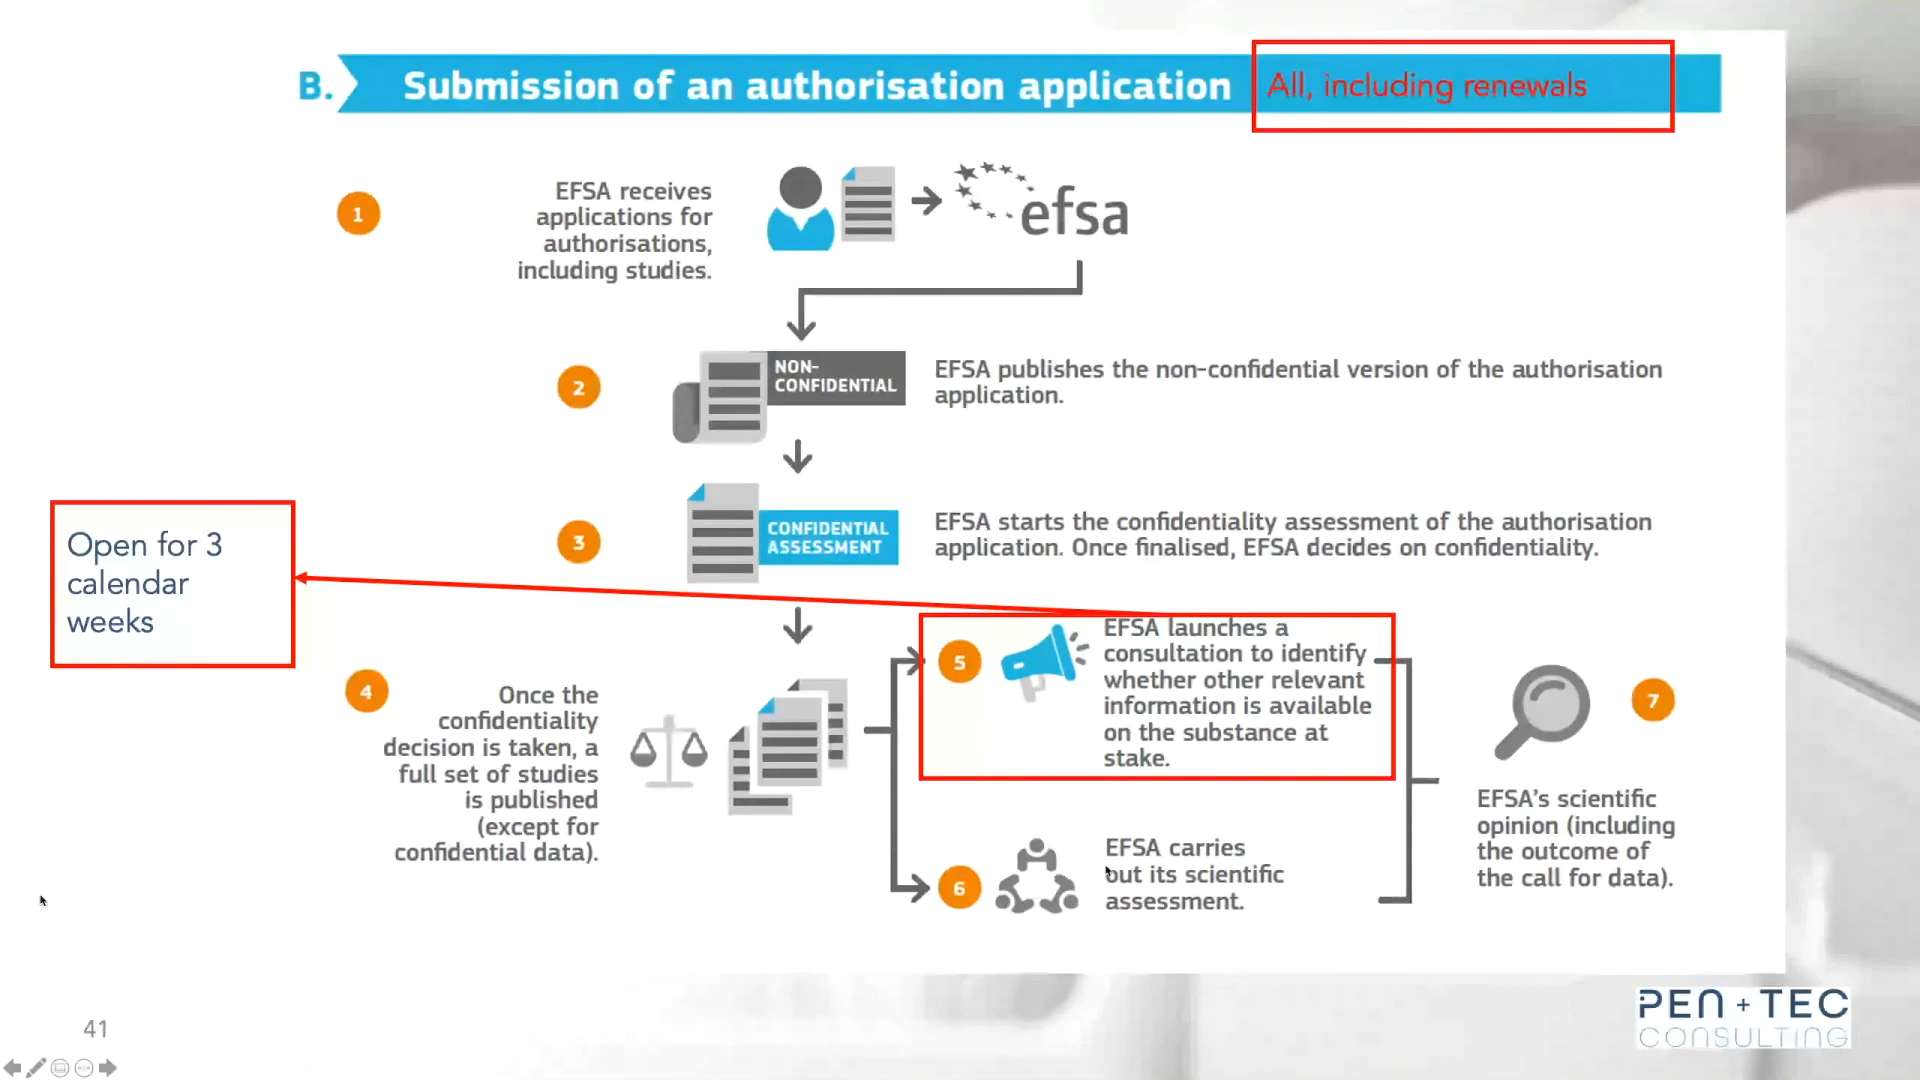 B. Submission of an authorisation application
All, including renewals
1
EFSA receives
applications for
authorisations,
including studies.
efsa
2
NON-
CONFIDENTIAL
EFSA publishes the non-confidential version of the authorisation
application.
3
CONFIDENTIAL
ASSESSMENT
EFSA starts the confidentiality assessment of the authorisation
application. Once finalised, EFSA decides on confidentiality.
Open for 3
calendar
weeks
4
Once the
confidentiality
decision is taken, a
full set of studies
is published
(except for
confidential data).
5
EFSA launches a
consultation to identify
whether other relevant
information is available
on the substance at
stake.
6
EFSA carries
out its scientific
assessment.
7
EFSA's scientific
opinion (including
the outcome of
the call for data).
41
PEN + TEC
CONSULTING